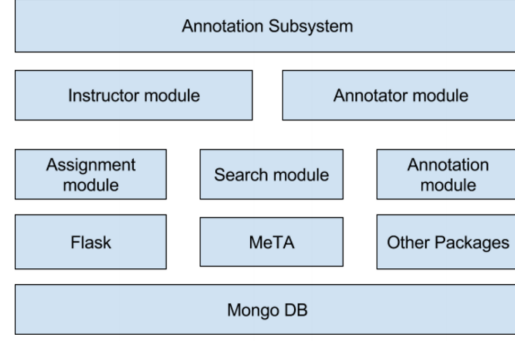 Annotation Subsystem
Instructor module
Annotator module
Assignment
module
Search module
Annotation
module
Flask
MeTA
Other Packages
Mongo DB